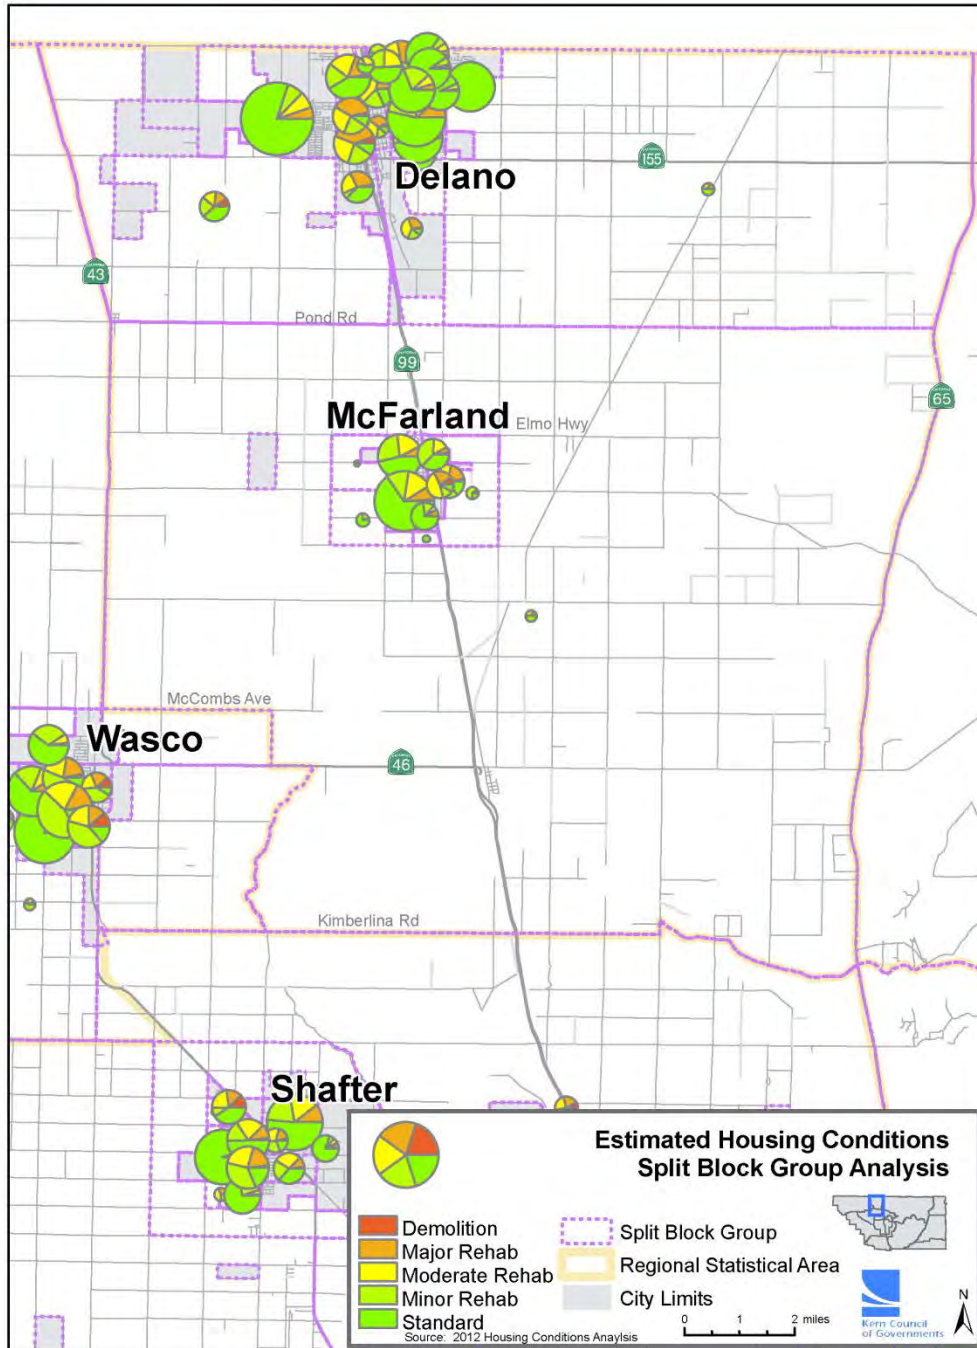 Delano
155
43
Pond Rd
99
65
McFarland
Elmo Hwy
McCombs Ave
Wasco
46
Kimberlina Rd
Shafter
Estimated Housing Conditions
Split Block Group Analysis
Demolition
Major Rehab
Moderate Rehab
Minor Rehab
Standard
Split Block Group
Regional Statistical Area
City Limits
Source: 2012 Housing Conditions Anaylsis
0 1 2 miles
Kern Council
of Governments
N